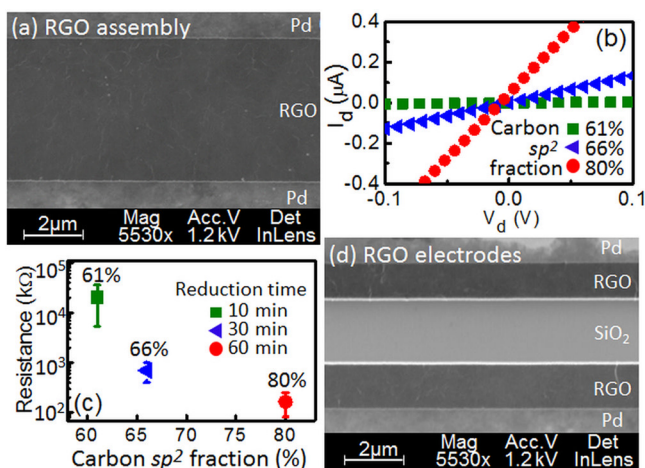 (a) RGO assembly
Pd
RGO
Pd
2μm
Mag
5530x
Acc.V
1.2 kV
Det
InLens
(b)
I_d (μA)
0.4
0.2
0.0
-0.2
-0.4
Carbon 61%
sp² 66%
fraction 80%
-0.1 0.0 0.1
V_d (V)
(c)
Resistance (kΩ)
10⁵
10⁴
10³
10²
61%
66%
80%
Reduction time
10 min
30 min
60 min
60 65 70 75 80
Carbon sp² fraction (%)
(d) RGO electrodes
Pd
RGO
SiO₂
RGO
Pd
2μm
Mag
5530x
Acc.V
1.2kV
Det
InLens